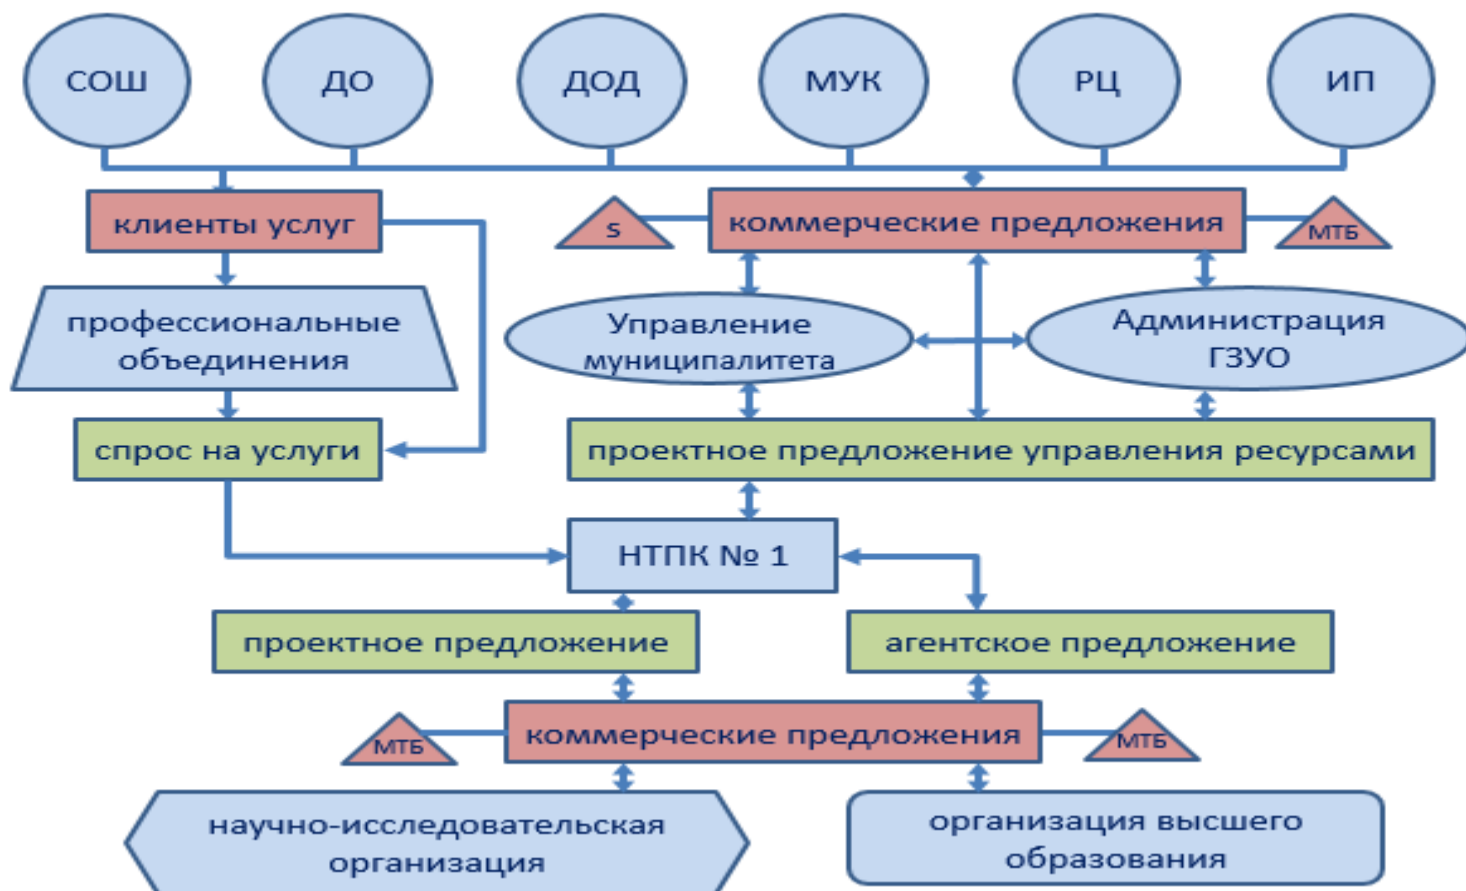 СОШ
ДО
ДОД
МУК
РЦ
ИП
клиенты услуг
s
коммерческие предложения
МТБ
профессиональные
объединения
Управление
муниципалитета
Администрация
ГЗУО
спрос на услуги
проектное предложение управления ресурсами
НТПК № 1
проектное предложение
агентское предложение
МТБ
коммерческие предложения
МТБ
научно-исследовательская
организация
организация высшего
образования